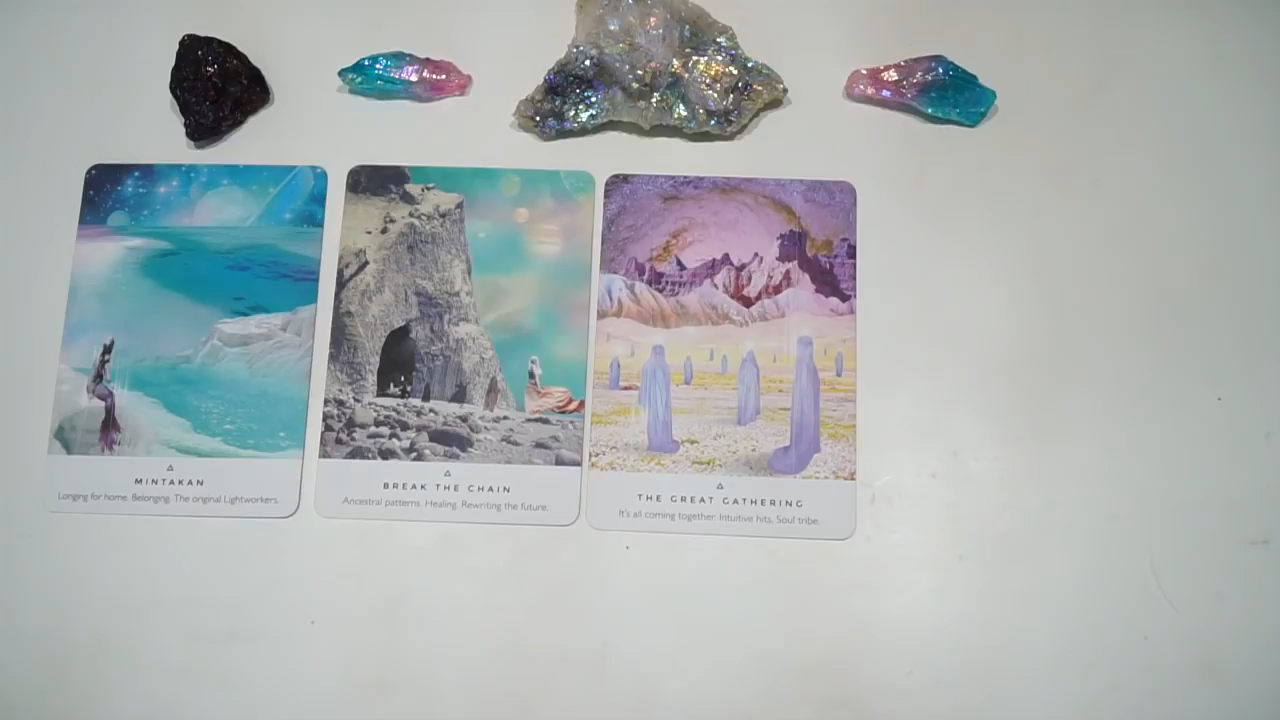 MINTAKAN
Longing for home. Belonging. The original Lightworkers.
BREAK THE CHAIN
Ancestral patterns. Healing. Rewriting the future.
THE GREAT GATHERING
It's all coming together. Intuitive hits. Soul tribe.